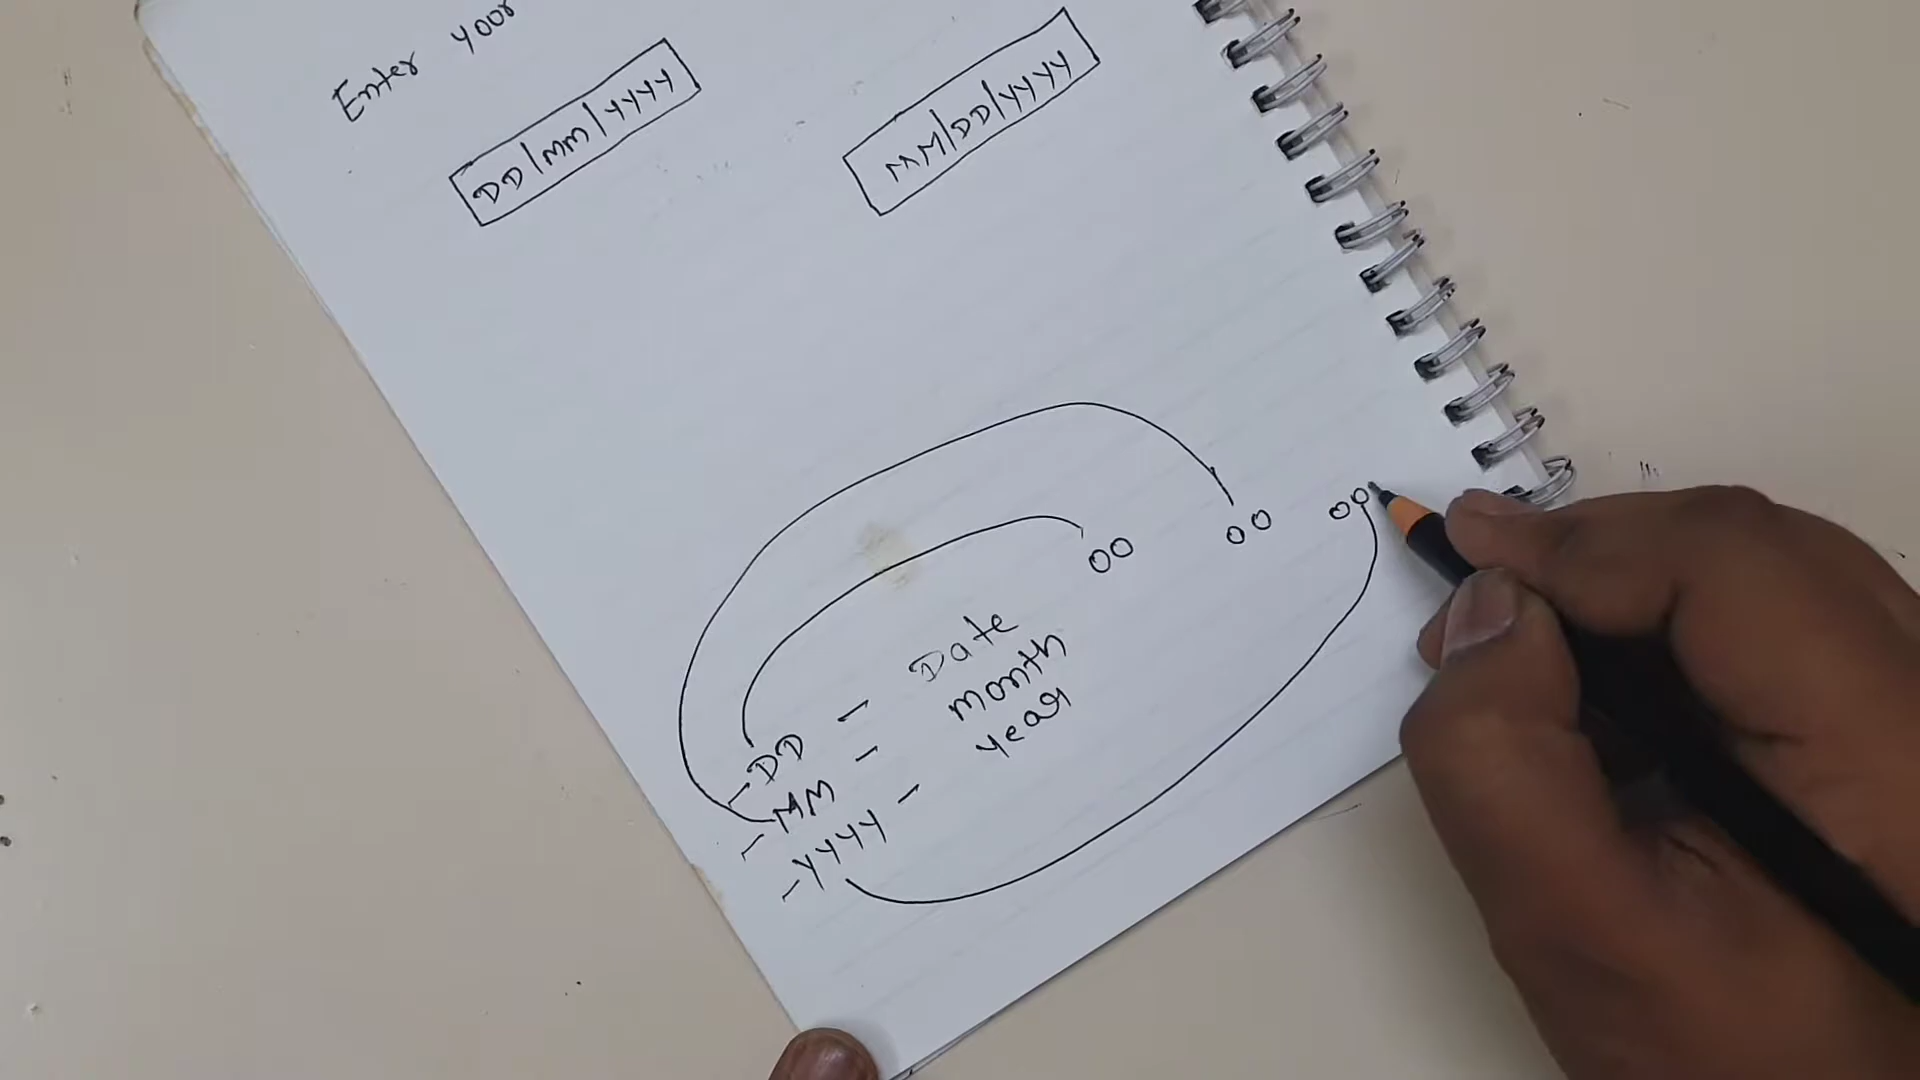 Enter your
DD/MM/YYYY
MM/DD/YYYY
00 00 00
DD - Date
MM - month
YYYY - year